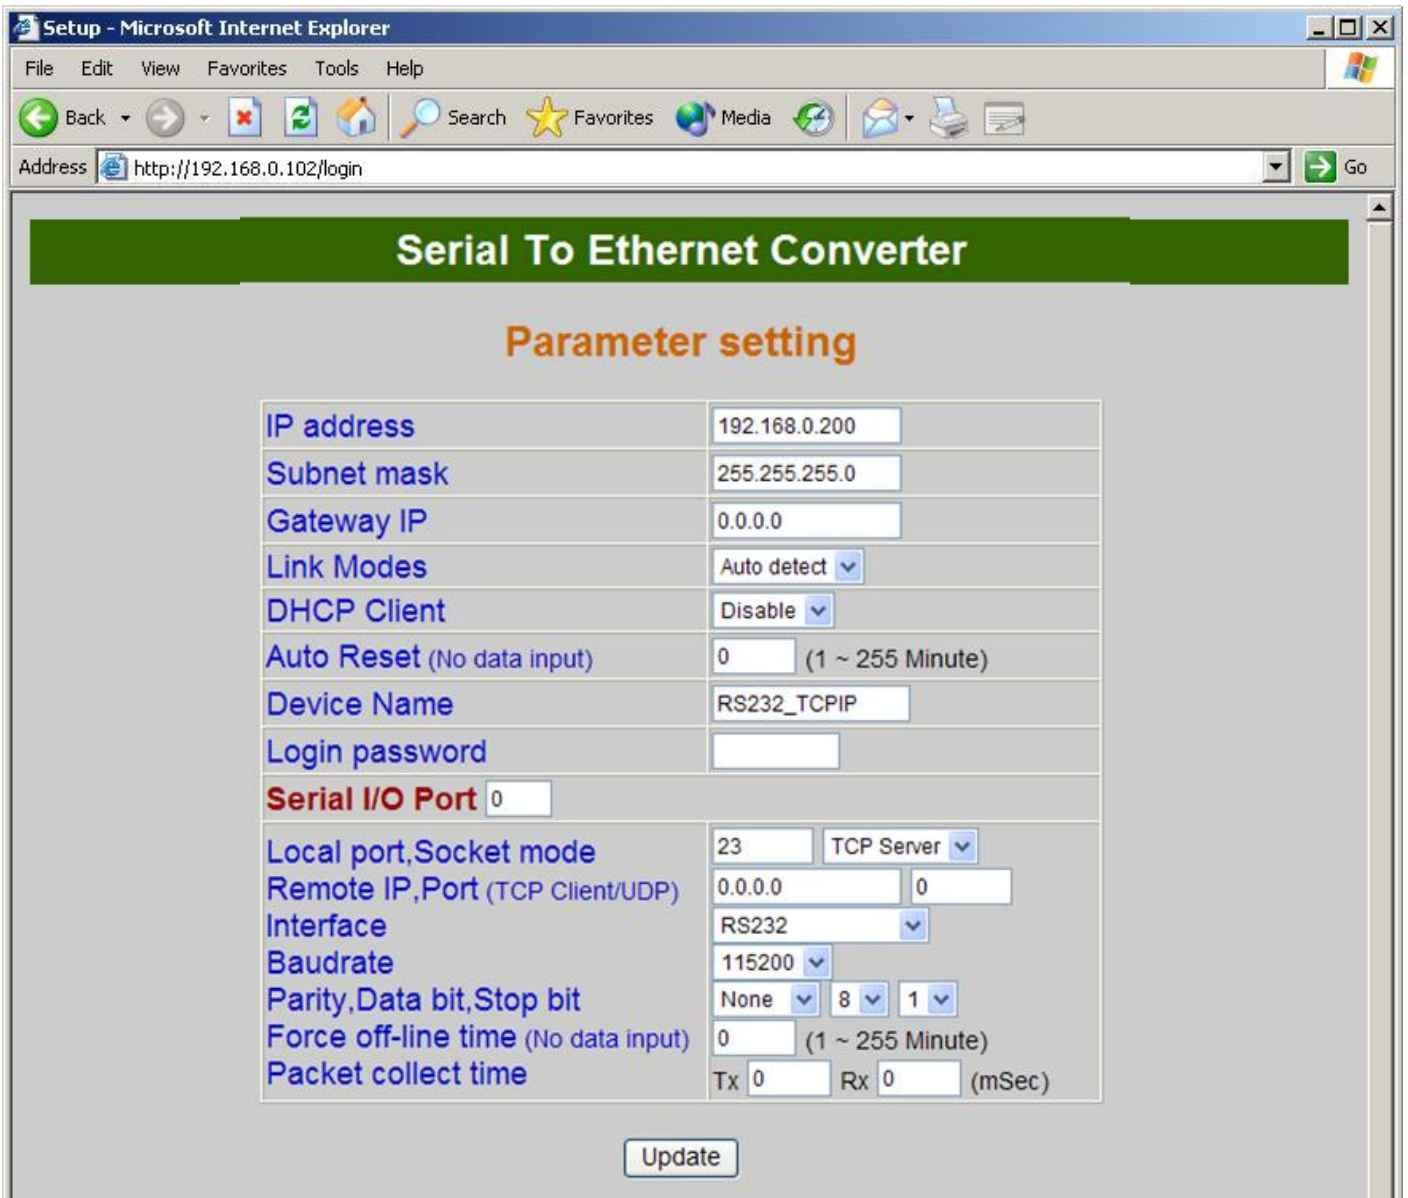 Setup - Microsoft Internet Explorer
File Edit View Favorites Tools Help
Back Search Favorites Media
Address http://192.168.0.102/login Go
Serial To Ethernet Converter
Parameter setting
IP address 192.168.0.200
Subnet mask 255.255.255.0
Gateway IP 0.0.0.0
Link Modes Auto detect
DHCP Client Disable
Auto Reset (No data input) 0 (1 ~ 255 Minute)
Device Name RS232_TCPIP
Login password
Serial I/O Port 0
Local port,Socket mode 23 TCP Server
Remote IP,Port (TCP Client/UDP) 0.0.0.0 0
Interface RS232
Baudrate 115200
Parity,Data bit,Stop bit None 8 1
Force off-line time (No data input) 0 (1 ~ 255 Minute)
Packet collect time Tx 0 Rx 0 (mSec)
Update